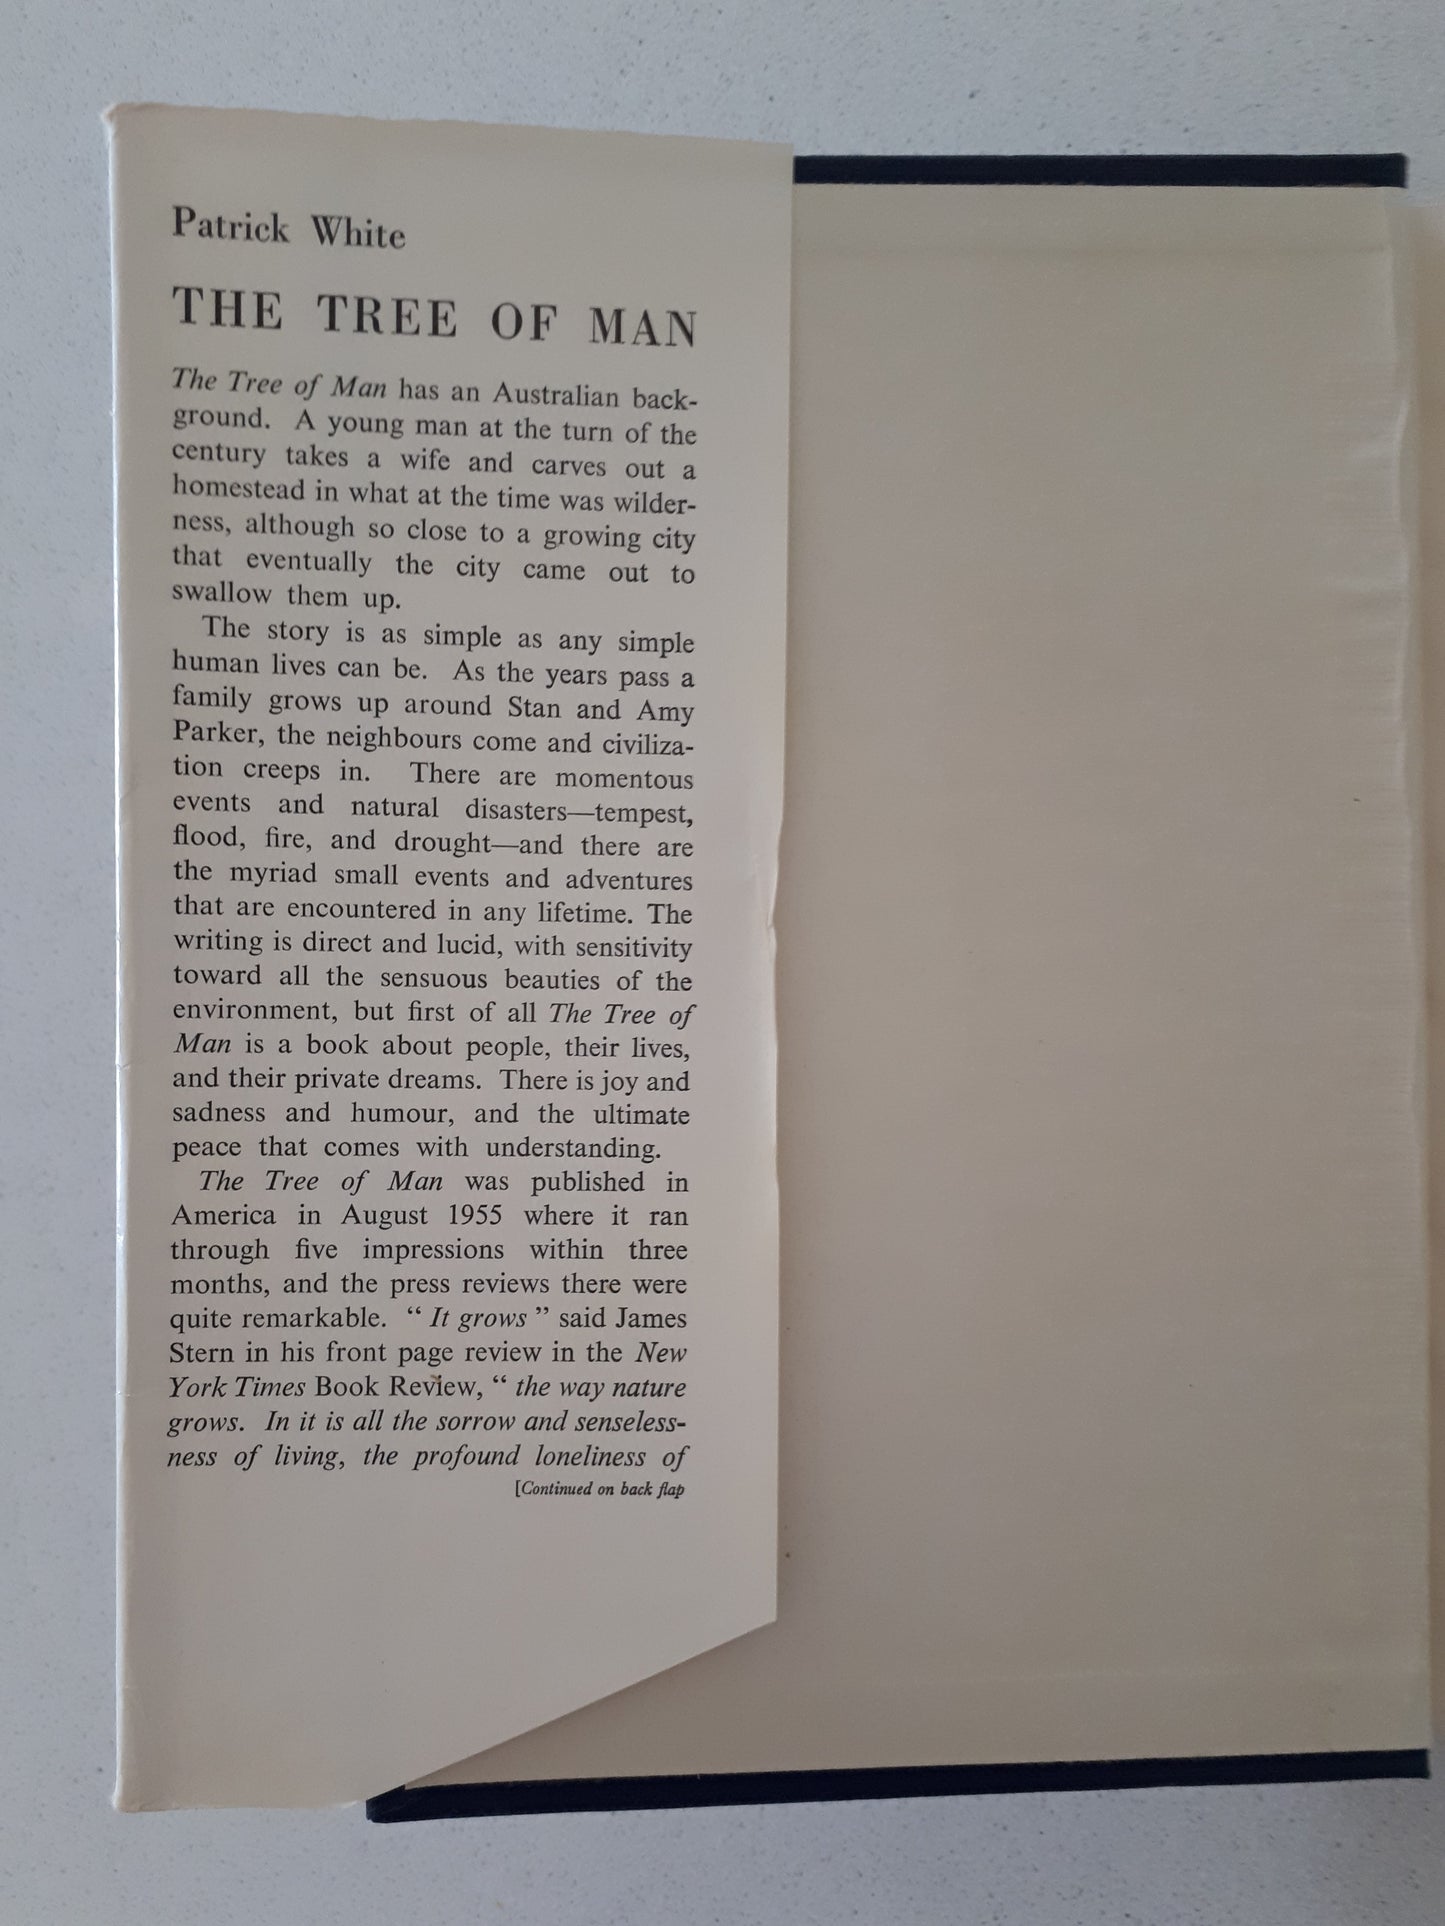 Patrick White
THE TREE OF MAN
The Tree of Man has an Australian back-
ground. A young man at the turn of the
century takes a wife and carves out a
homestead in what at the time was wilder-
ness, although so close to a growing city
that eventually the city came out to
swallow them up.
The story is as simple as any simple
human lives can be. As the years pass a
family grows up around Stan and Amy
Parker, the neighbours come and civiliza-
tion creeps in. There are momentous
events and natural disasters—tempest,
flood, fire, and drought—and there are
the myriad small events and adventures
that are encountered in any lifetime. The
writing is direct and lucid, with sensitivity
toward all the sensuous beauties of the
environment, but first of all The Tree of
Man is a book about people, their lives,
and their private dreams. There is joy and
sadness and humour, and the ultimate
peace that comes with understanding.
The Tree of Man was published in
America in August 1955 where it ran
through five impressions within three
months, and the press reviews there were
quite remarkable. “ It grows ” said James
Stern in his front page review in the New
York Times Book Review, “ the way nature
grows. In it is all the sorrow and senseless-
ness of living, the profound loneliness of
[Continued on back flap